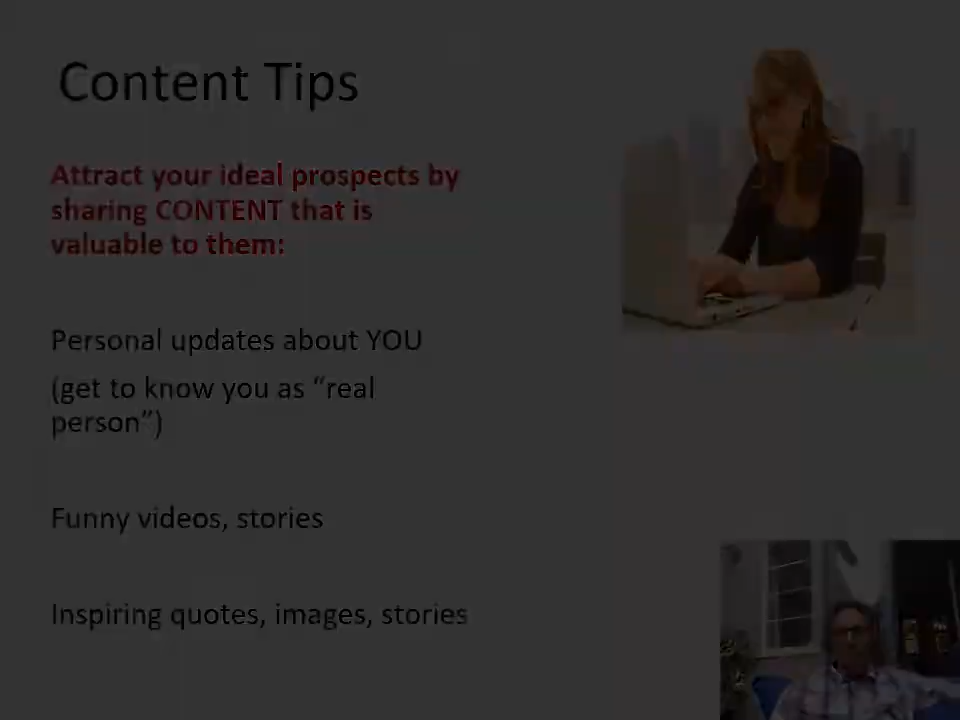 Content Tips
Attract your ideal prospects by
sharing CONTENT that is
valuable to them:
Personal updates about YOU
(get to know you as “real
person”)
Funny videos, stories
Inspiring quotes, images, stories